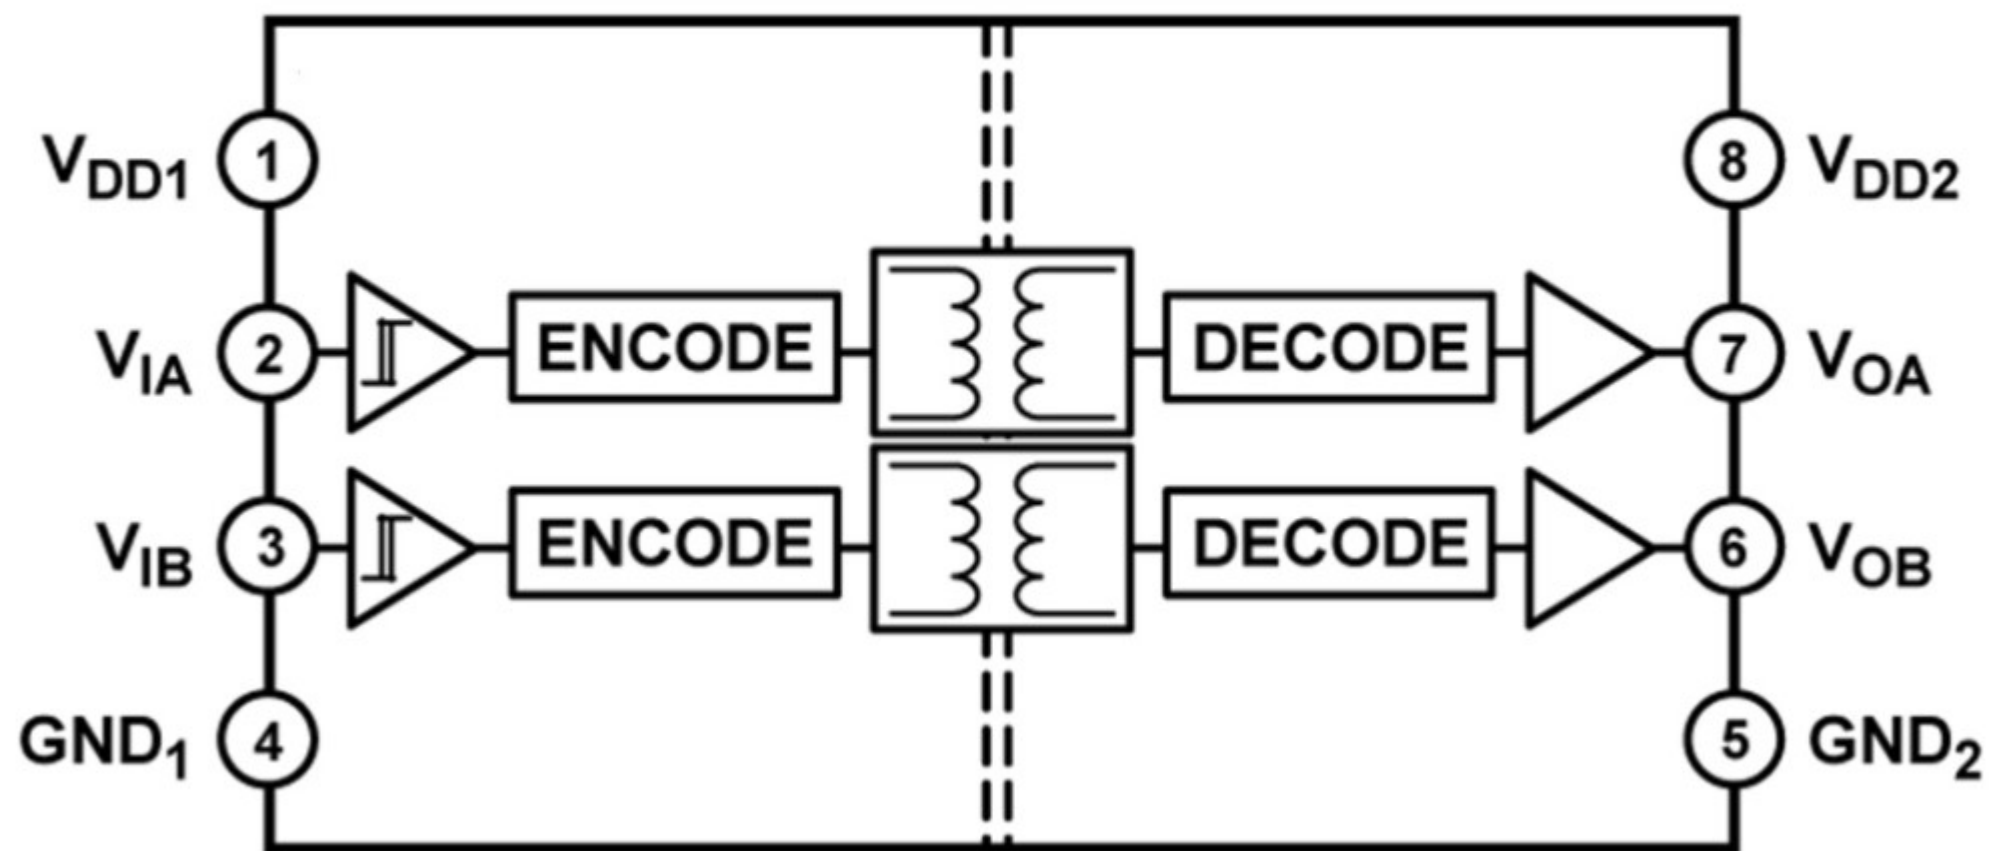 VDD1 1 8 VDD2
VIA 2 ENCODE DECODE 7 VOA
VIB 3 ENCODE DECODE 6 VOB
GND1 4 5 GND2